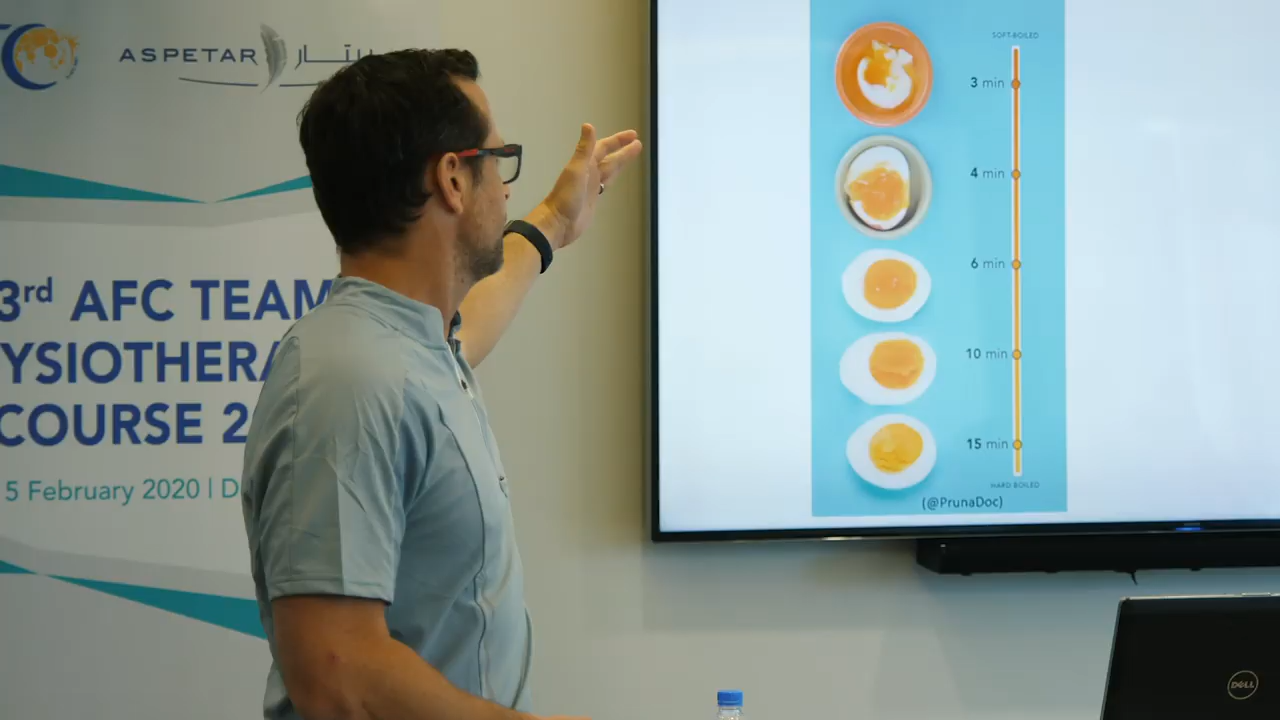 ASPETAR
3rd AFC TEAM
YSIOTHERA
COURSE 2
5 February 2020 | D
SOFT-BOILED
3 min
4 min
6 min
10 min
15 min
HARD BOILED
(@PrunaDoc)
DELL